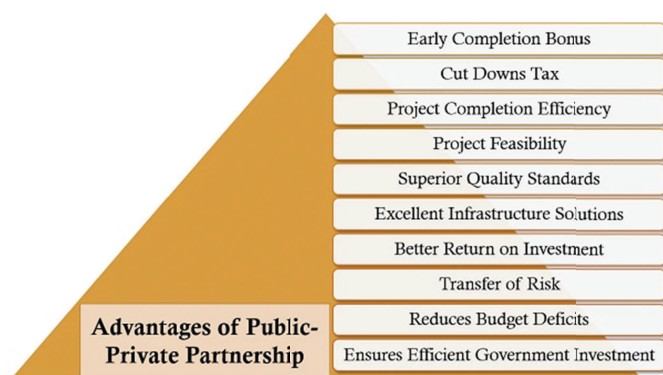 Early Completion Bonus
Cut Downs Tax
Project Completion Efficiency
Project Feasibility
Superior Quality Standards
Excellent Infrastructure Solutions
Better Return on Investment
Transfer of Risk
Reduces Budget Deficits
Ensures Efficient Government Investment
Advantages of Public-
Private Partnership